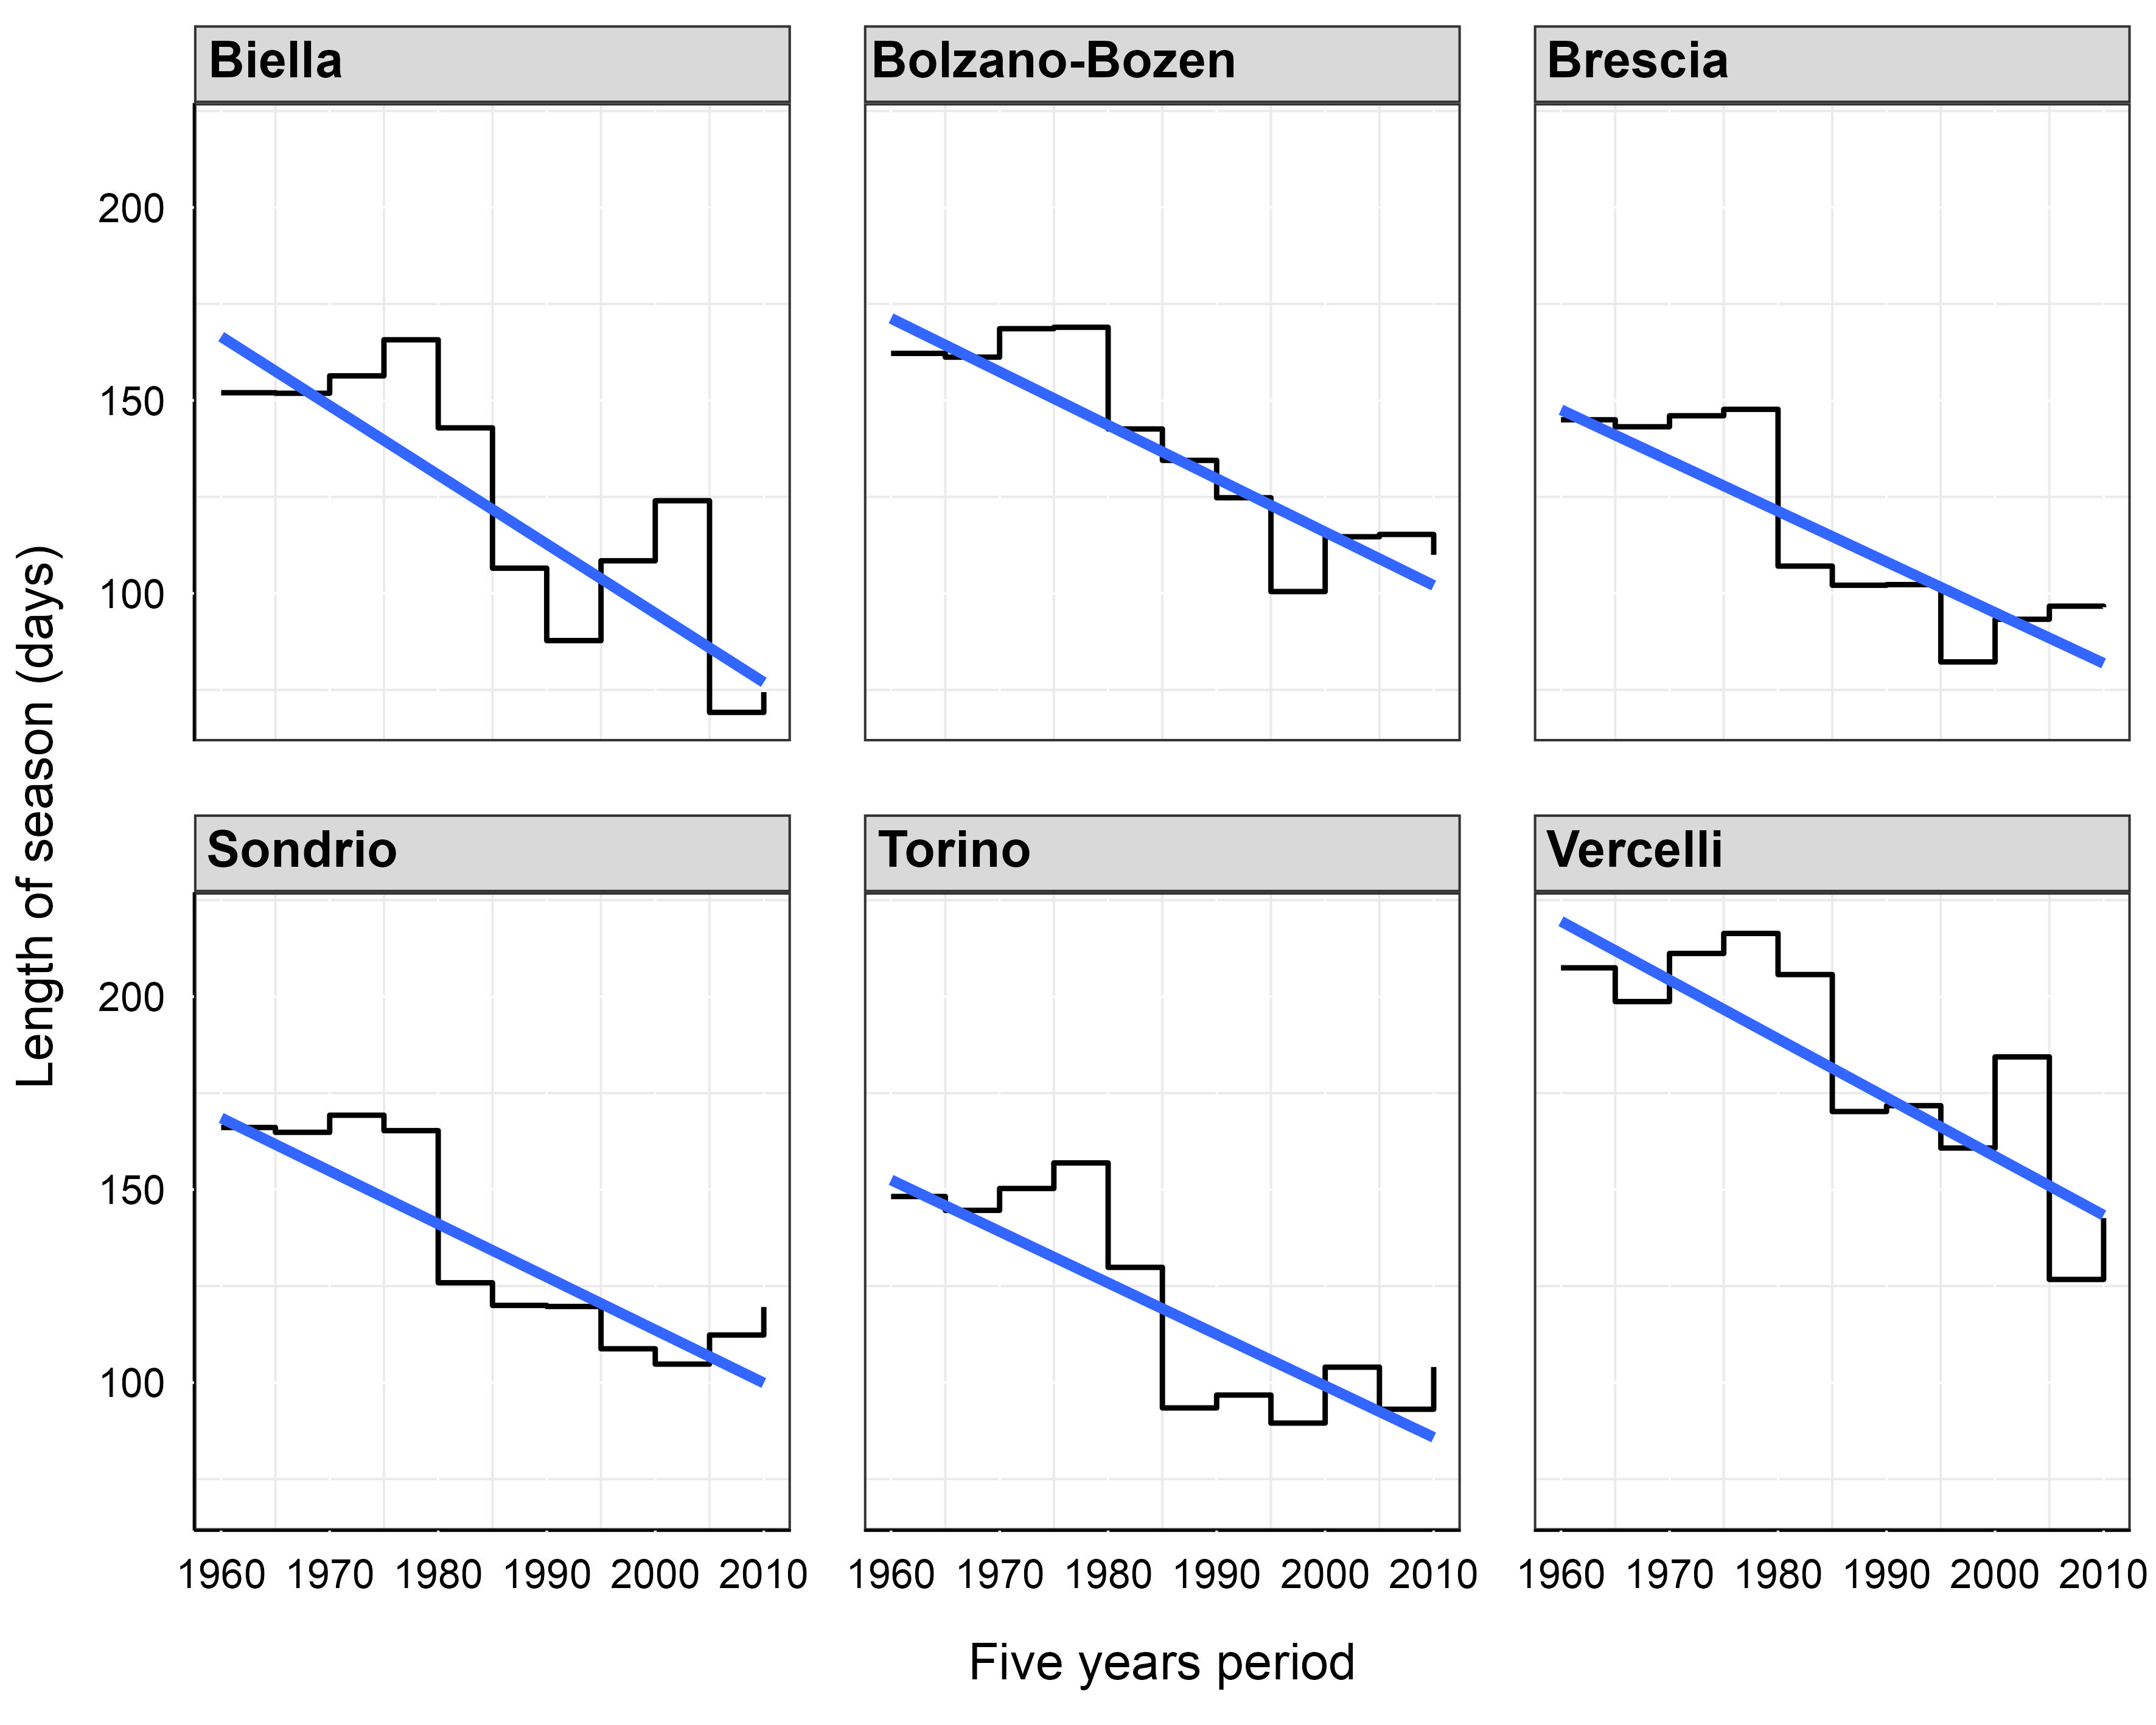 Biella
Bolzano-Bozen
Brescia
200
150
100
Length of season (days)
Sondrio
Torino
Vercelli
200
150
100
1960 1970 1980 1990 2000 2010
1960 1970 1980 1990 2000 2010
1960 1970 1980 1990 2000 2010
Five years period